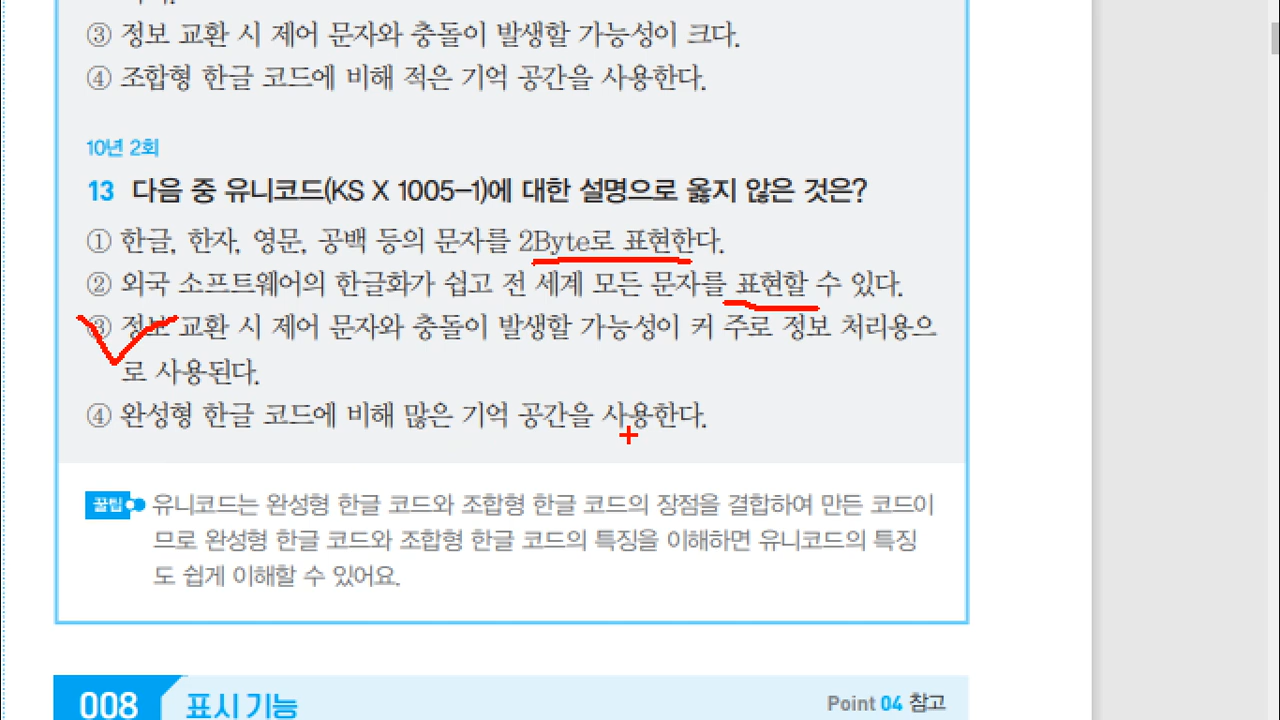 ③ 정보 교환 시 제어 문자와 충돌이 발생할 가능성이 크다.
④ 조합형 한글 코드에 비해 적은 기억 공간을 사용한다.
10년 2회
13 다음 중 유니코드(KS X 1005-1)에 대한 설명으로 옳지 않은 것은?
① 한글, 한자, 영문, 공백 등의 문자를 2Byte로 표현한다.
② 외국 소프트웨어의 한글화가 쉽고 전 세계 모든 문자를 표현할 수 있다.
③ 정보 교환 시 제어 문자와 충돌이 발생할 가능성이 커 주로 정보 처리용으
로 사용된다.
④ 완성형 한글 코드에 비해 많은 기억 공간을 사용한다.
꿀팁 유니코드는 완성형 한글 코드와 조합형 한글 코드의 장점을 결합하여 만든 코드이
므로 완성형 한글 코드와 조합형 한글 코드의 특징을 이해하면 유니코드의 특징
도 쉽게 이해할 수 있어요.
008 표시 기능 Point 04 참고